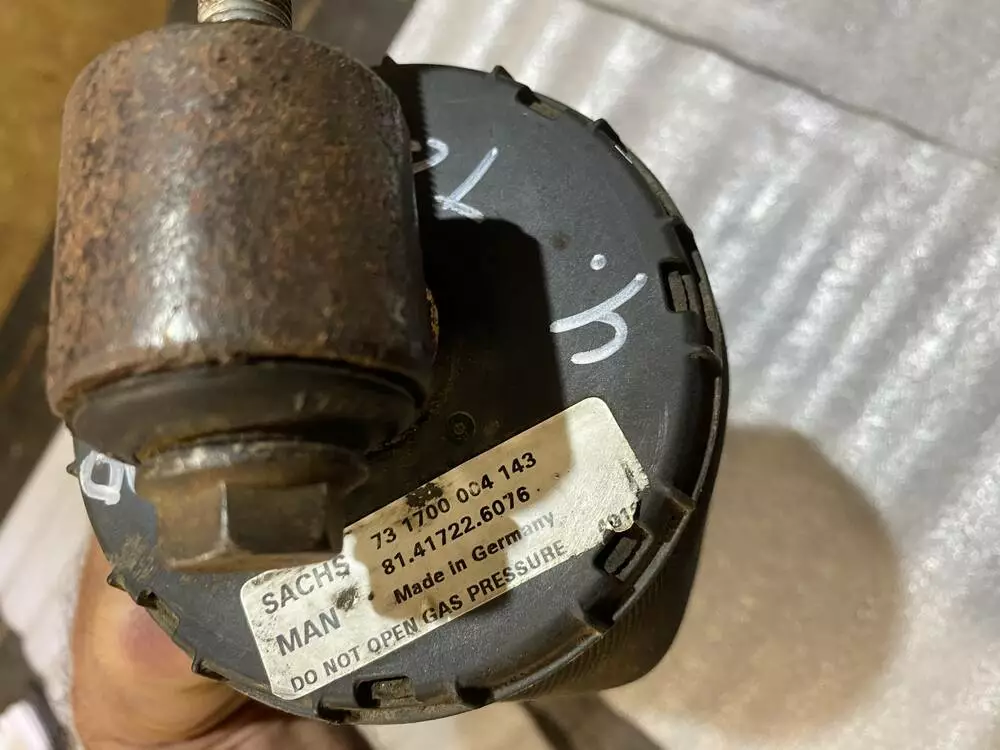 SACHS 73 1700 004 143
MAN 81.41722.6076
Made in Germany
DO NOT OPEN GAS PRESSURE